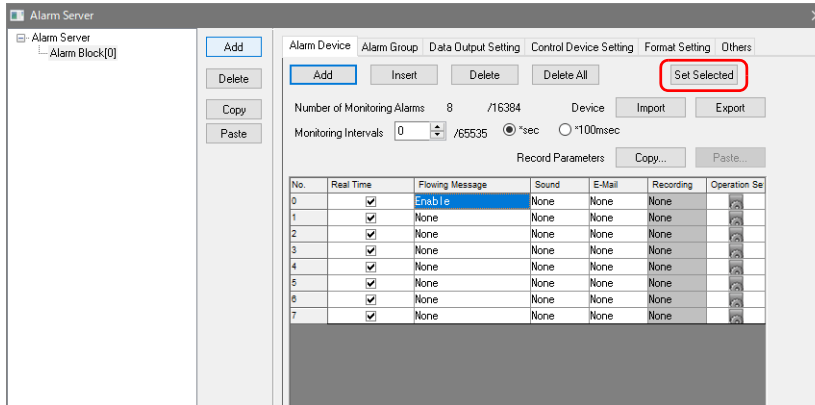 Alarm Server
Alarm Server
Alarm Block[0]
Add
Delete
Copy
Paste
Alarm Device Alarm Group Data Output Setting Control Device Setting Format Setting Others
Add Insert Delete Delete All Set Selected
Number of Monitoring Alarms 8 /16384 Device Import Export
Monitoring Intervals 0 /65535 *sec *100msec
Record Parameters Copy... Paste...
No. Real Time Flowing Message Sound E-Mail Recording Operation Se
0 Enable None None None
1 None None None None
2 None None None None
3 None None None None
4 None None None None
5 None None None None
6 None None None None
7 None None None None